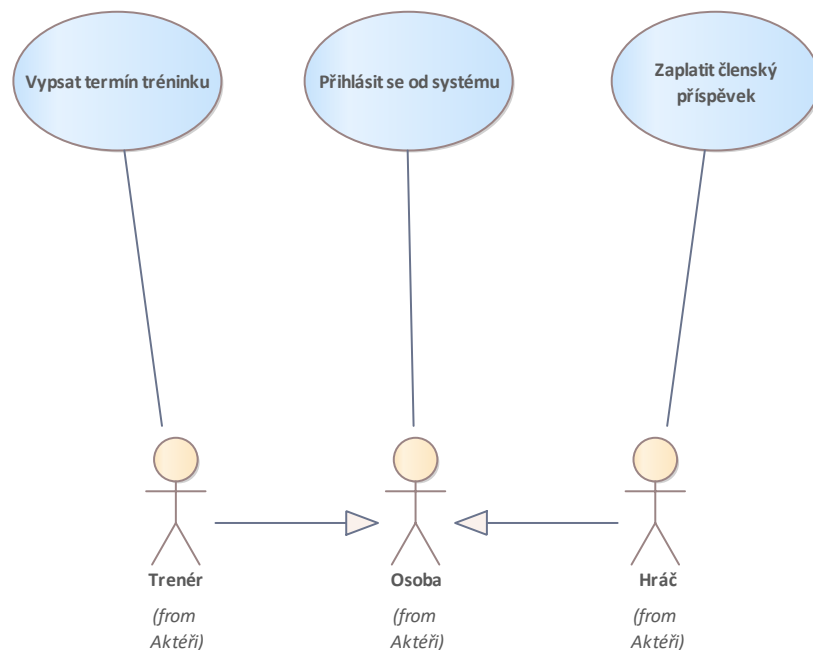 Vypsat termín tréninku
Přihlásit se od systému
Zaplatit členský
příspěvek
Trenér
(from
Aktéři)
Osoba
(from
Aktéři)
Hráč
(from
Aktéři)